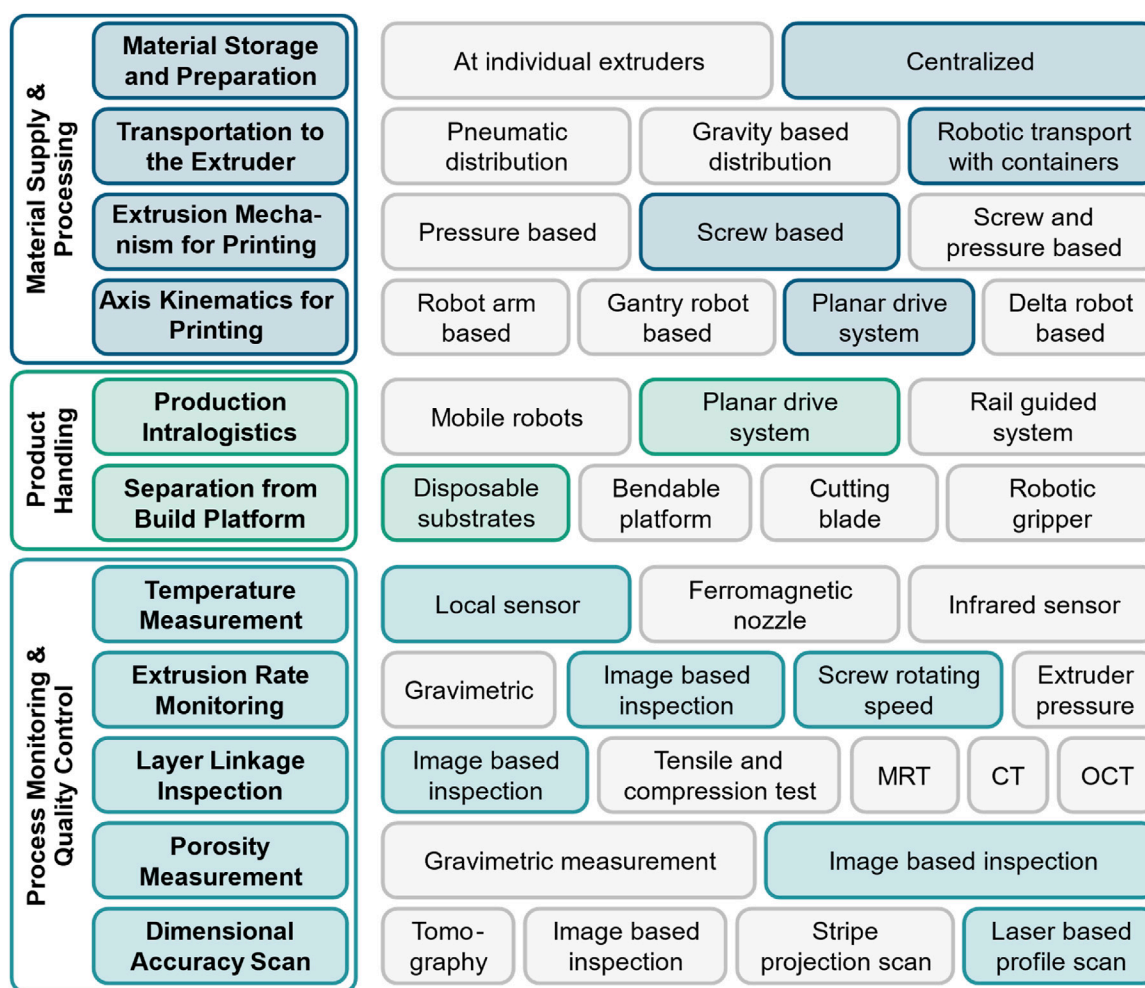 Material Supply &
Processing
Material Storage
and Preparation
At individual extruders
Centralized
Transportation to
the Extruder
Pneumatic
distribution
Gravity based
distribution
Robotic transport
with containers
Extrusion Mecha-
nism for Printing
Pressure based
Screw based
Screw and
pressure based
Axis Kinematics for
Printing
Robot arm
based
Gantry robot
based
Planar drive
system
Delta robot
based
Product
Handling
Production
Intralogistics
Mobile robots
Planar drive
system
Rail guided
system
Separation from
Build Platform
Disposable
substrates
Bendable
platform
Cutting
blade
Robotic
gripper
Process Monitoring &
Quality Control
Temperature
Measurement
Local sensor
Ferromagnetic
nozzle
Infrared sensor
Extrusion Rate
Monitoring
Gravimetric
Image based
inspection
Screw rotating
speed
Extruder
pressure
Layer Linkage
Inspection
Image based
inspection
Tensile and
compression test
MRT
CT
OCT
Porosity
Measurement
Gravimetric measurement
Image based inspection
Dimensional
Accuracy Scan
Tomo-
graphy
Image based
inspection
Stripe
projection scan
Laser based
profile scan